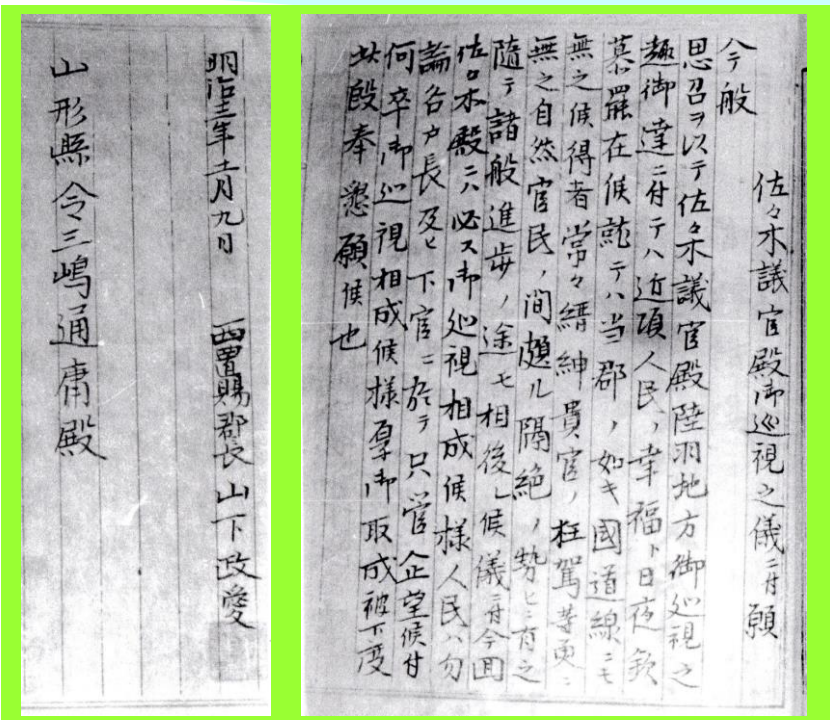 佐々木議官殿御巡視之儀ニ付願
今般
思召ヲ以テ佐々木議官殿陸羽地方御巡視之
趣御達ニ付テハ近頃人民ノ幸福ト日夜欽
慕罷在候就テハ当郡ノ如キ國道線ニモ
無之候得者常々縉紳貴官ノ枉駕等更ニ
無之自然官民ノ間頗ル隔絶ノ勢ヒニ有之
隨テ諸般進歩ノ途モ相後レ候儀ニ付今回
佐々木殿ニハ必ス御巡視相成候様人民ハ勿
論各戸長及ヒ下官ニ於テ只管企望候付
何卒御巡視相成候様厚御取成被下度
此段奉懇願候也
明治 年 月九日 西置賜郡長山下政愛
山形縣令三嶋通庸殿